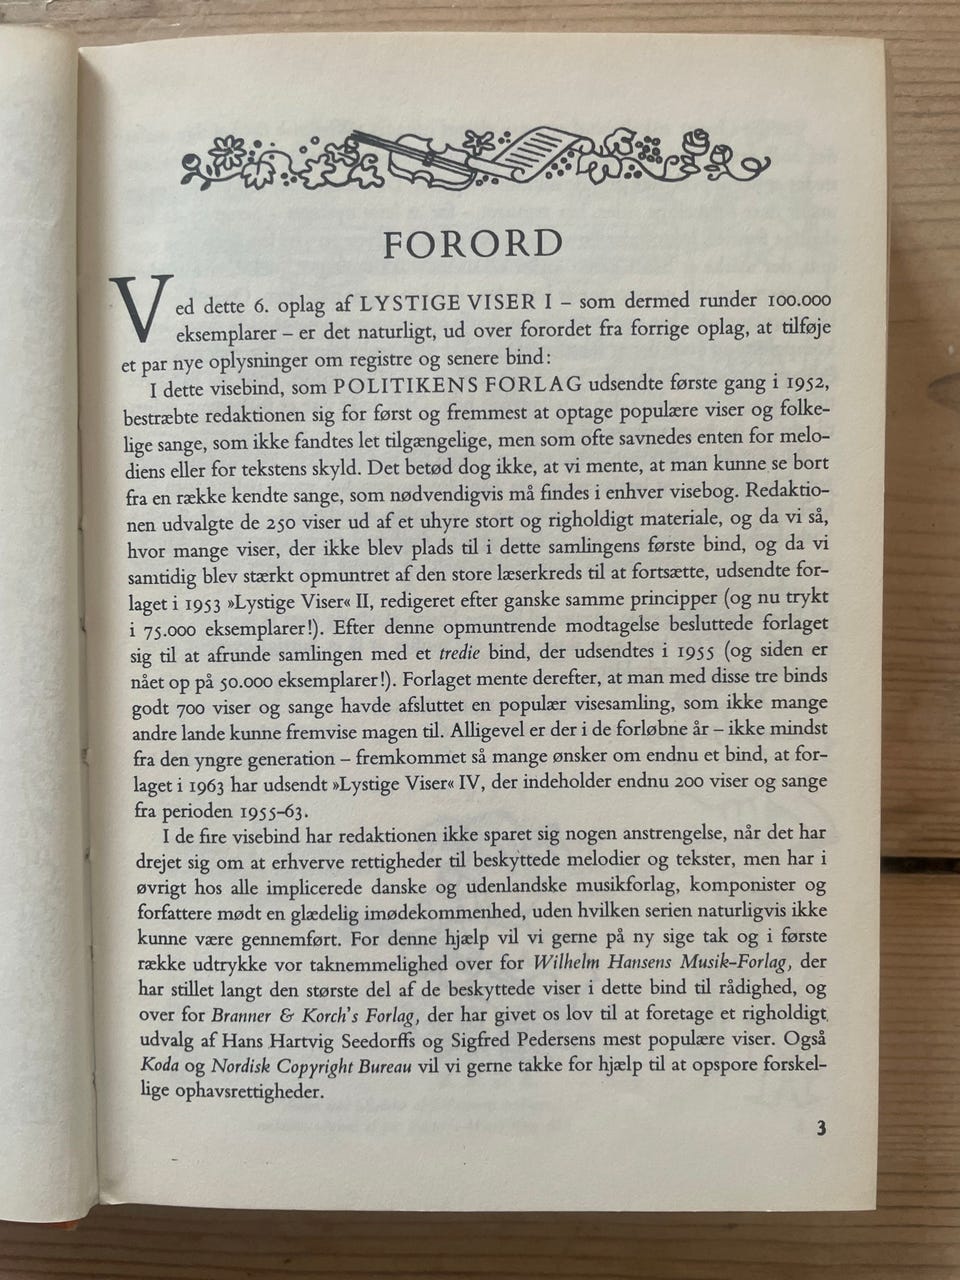 FORORD
Ved dette 6. oplag af LYSTIGE VISER I – som dermed runder 100.000
eksemplarer – er det naturligt, ud over forordet fra forrige oplag, at tilføje
et par nye oplysninger om registre og senere bind:
I dette visebind, som POLITIKENS FORLAG udsendte første gang i 1952,
bestræbte redaktionen sig for først og fremmest at optage populære viser og folke-
lige sange, som ikke fandtes let tilgængelige, men som ofte savnedes enten for melo-
diens eller for tekstens skyld. Det betød dog ikke, at vi mente, at man kunne se bort
fra en række kendte sange, som nødvendigvis må findes i enhver visebog. Redaktio-
nen udvalgte de 250 viser ud af et uhyre stort og righoldigt materiale, og da vi så,
hvor mange viser, der ikke blev plads til i dette samlingens første bind, og da vi
samtidig blev stærkt opmuntret af den store læserkreds til at fortsætte, udsendte for-
laget i 1953 »Lystige Viser« II, redigeret efter ganske samme principper (og nu trykt
i 75.000 eksemplarer!). Efter denne opmuntrende modtagelse besluttede forlaget
sig til at afrunde samlingen med et tredie bind, der udsendtes i 1955 (og siden er
nået op på 50.000 eksemplarer!). Forlaget mente derefter, at man med disse tre binds
godt 700 viser og sange havde afsluttet en populær visesamling, som ikke mange
andre lande kunne fremvise magen til. Alligevel er der i de forløbne år – ikke mindst
fra den yngre generation – fremkommet så mange ønsker om endnu et bind, at for-
laget i 1963 har udsendt »Lystige Viser« IV, der indeholder endnu 200 viser og sange
fra perioden 1955-63.
I de fire visebind har redaktionen ikke sparet sig nogen anstrengelse, når det har
drejet sig om at erhverve rettigheder til beskyttede melodier og tekster, men har i
øvrigt hos alle implicerede danske og udenlandske musikforlag, komponister og
forfattere mødt en glædelig imødekommenhed, uden hvilken serien naturligvis ikke
kunne være gennemført. For denne hjælp vil vi gerne på ny sige tak og i første
række udtrykke vor taknemmelighed over for Wilhelm Hansens Musik-Forlag, der
har stillet langt den største del af de beskyttede viser i dette bind til rådighed, og
over for Branner & Korch's Forlag, der har givet os lov til at foretage et righoldigt
udvalg af Hans Hartvig Seedorffs og Sigfred Pedersens mest populære viser. Også
Koda og Nordisk Copyright Bureau vil vi gerne takke for hjælp til at opspore forskel-
lige ophavsrettigheder.
3